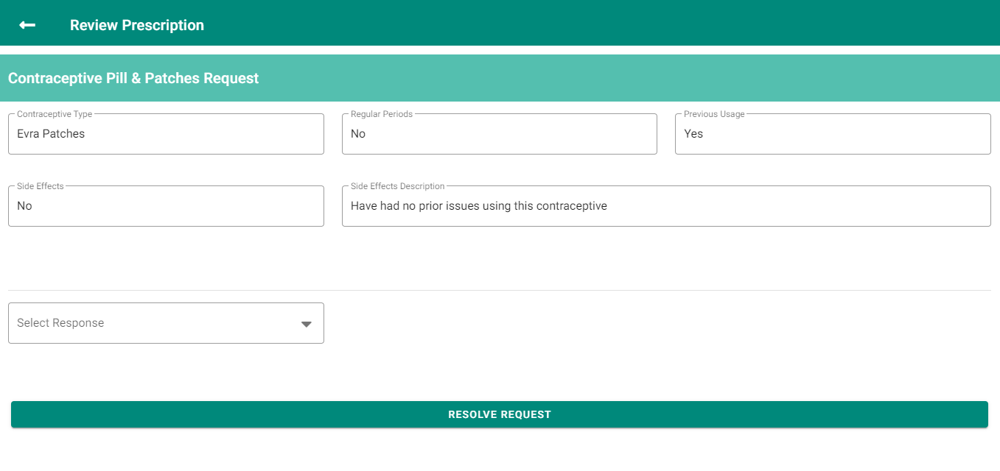 Review Prescription
Contraceptive Pill & Patches Request
Contraceptive Type
Evra Patches
Regular Periods
No
Previous Usage
Yes
Side Effects
No
Side Effects Description
Have had no prior issues using this contraceptive
Select Response
RESOLVE REQUEST